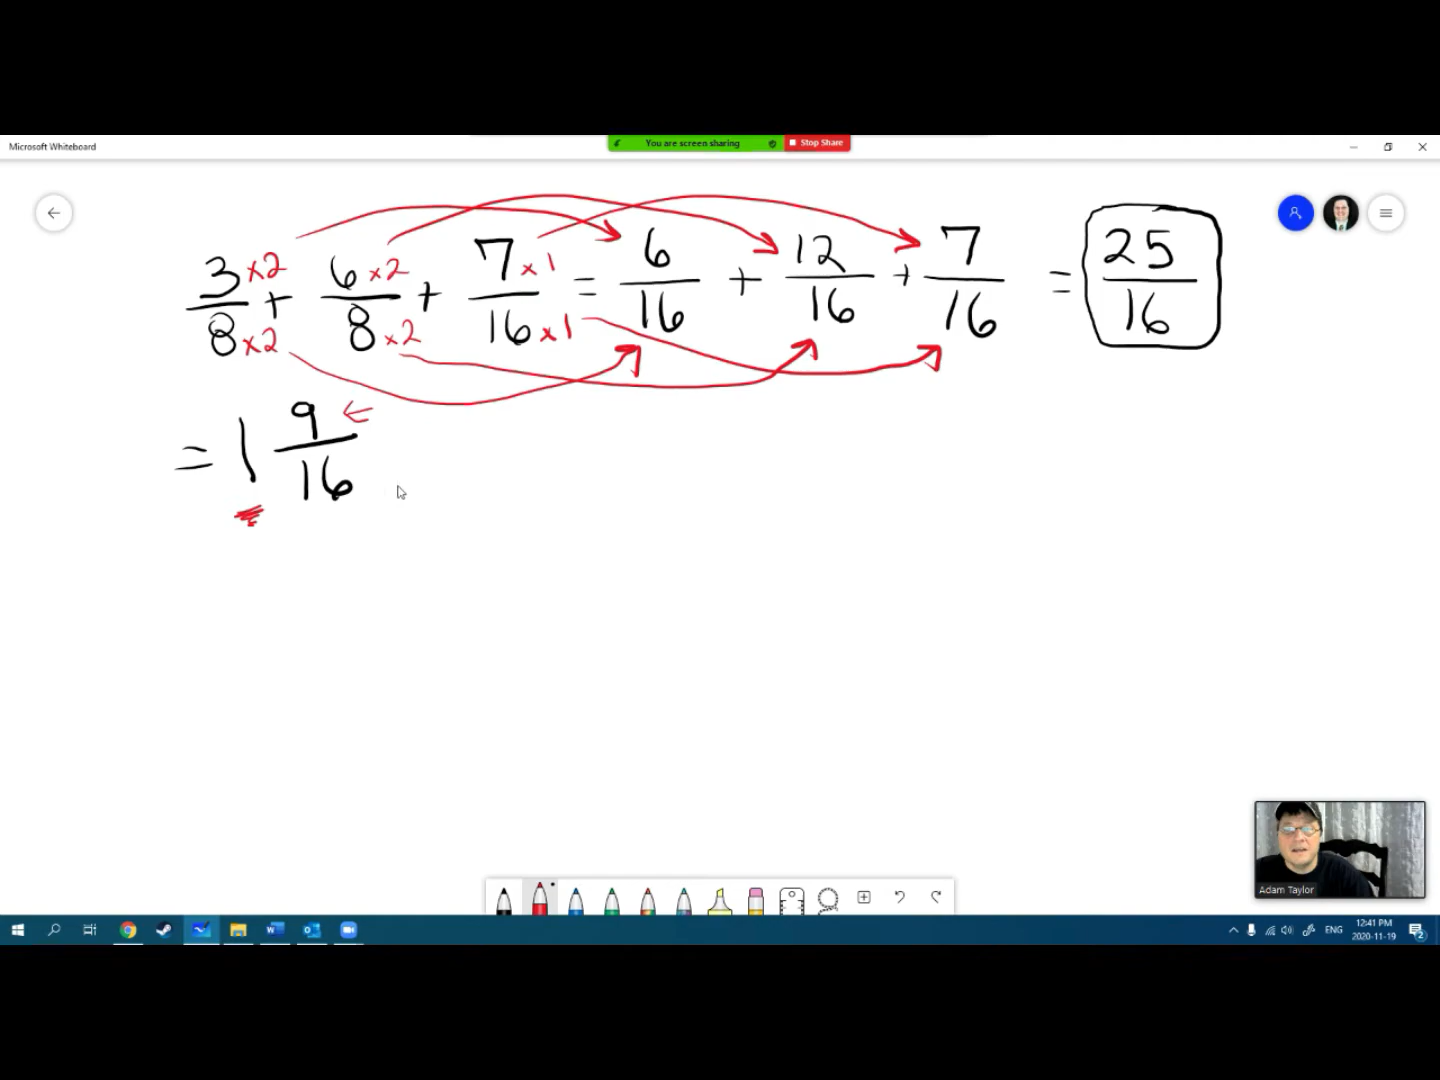 Microsoft Whiteboard
You are screen sharing
Stop Share
3×2/8×2 + 6×2/8×2 + 7×1/16×1 = 6/16 + 12/16 + 7/16 = 25/16
= 1 9/16
Adam Taylor
ENG
12:41 PM
2020-11-19
2